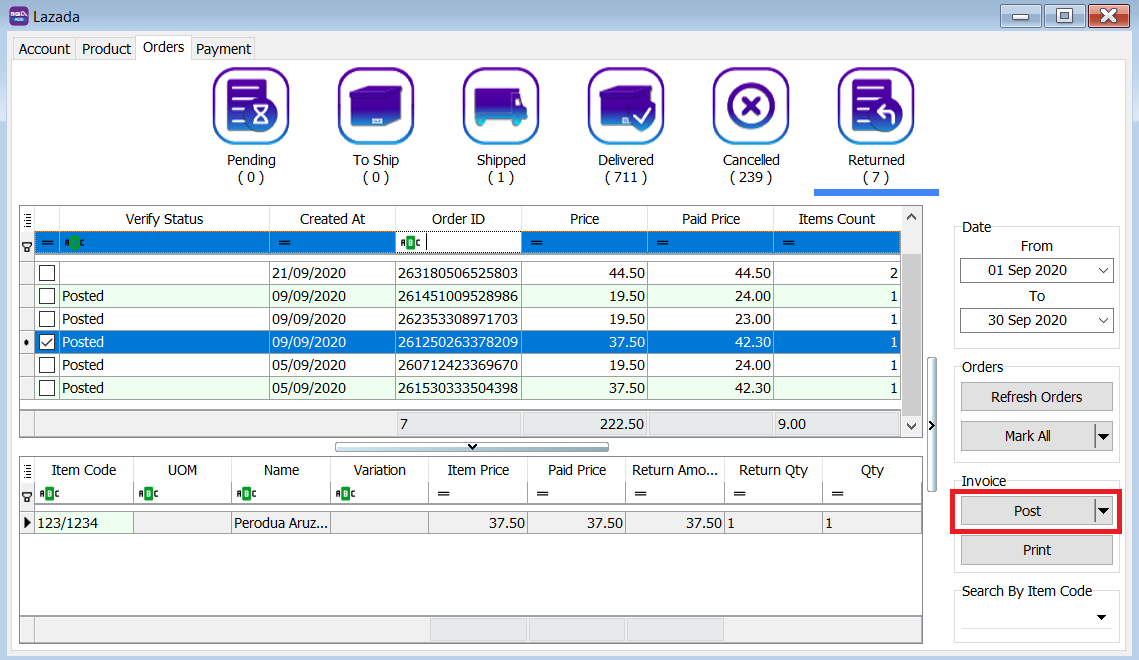 Lazada
Account Product Orders Payment
Pending To Ship Shipped Delivered Cancelled Returned
( 0 ) ( 0 ) ( 1 ) ( 711 ) ( 239 ) ( 7 )
Verify Status Created At Order ID Price Paid Price Items Count
= ABC = ABC = = =
21/09/2020 263180506525803 44.50 44.50 2
Posted 09/09/2020 261451009528986 19.50 24.00 1
Posted 09/09/2020 262353308971703 19.50 23.00 1
Posted 09/09/2020 261250263378209 37.50 42.30 1
Posted 05/09/2020 260712423369670 19.50 24.00 1
Posted 05/09/2020 261530333504398 37.50 42.30 1
7 222.50 9.00
Item Code UOM Name Variation Item Price Paid Price Return Amo... Return Qty Qty
ABC ABC ABC ABC = = = = =
123/1234 Perodua Aruz... 37.50 37.50 37.50 1 1
Date
From
01 Sep 2020
To
30 Sep 2020
Orders
Refresh Orders
Mark All
Invoice
Post
Print
Search By Item Code